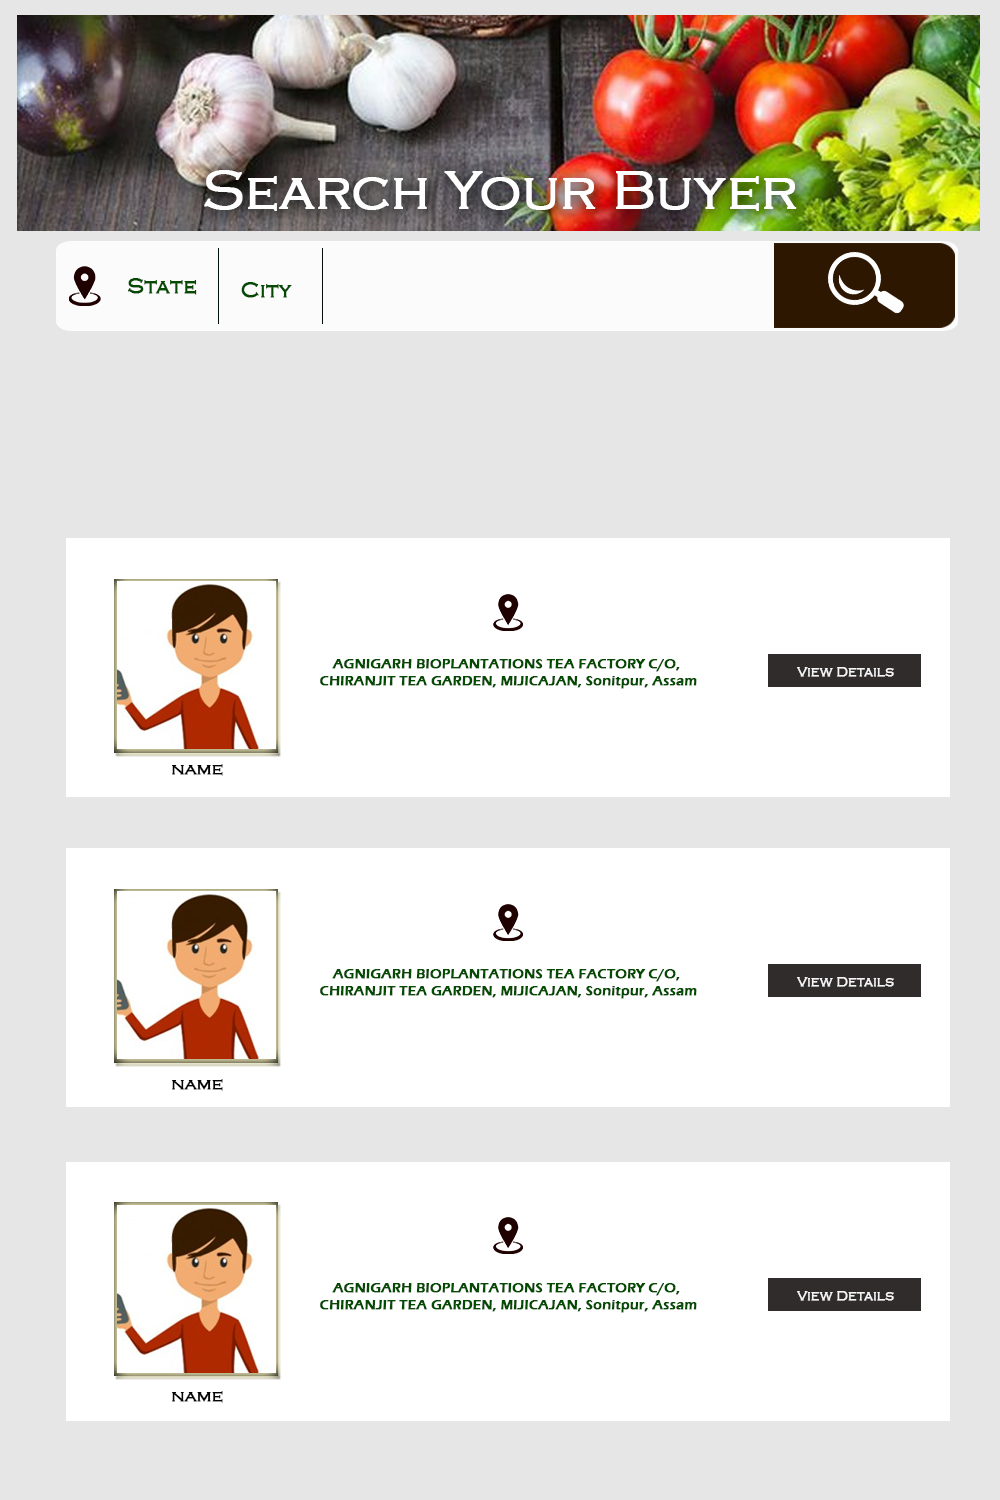 Search Your Buyer
State
City
AGNIGARH BIOPLANTATIONS TEA FACTORY C/O,
CHIRANJIT TEA GARDEN, MIJICAJAN, Sonitpur, Assam
View Details
NAME
AGNIGARH BIOPLANTATIONS TEA FACTORY C/O,
CHIRANJIT TEA GARDEN, MIJICAJAN, Sonitpur, Assam
View Details
NAME
AGNIGARH BIOPLANTATIONS TEA FACTORY C/O,
CHIRANJIT TEA GARDEN, MIJICAJAN, Sonitpur, Assam
View Details
NAME